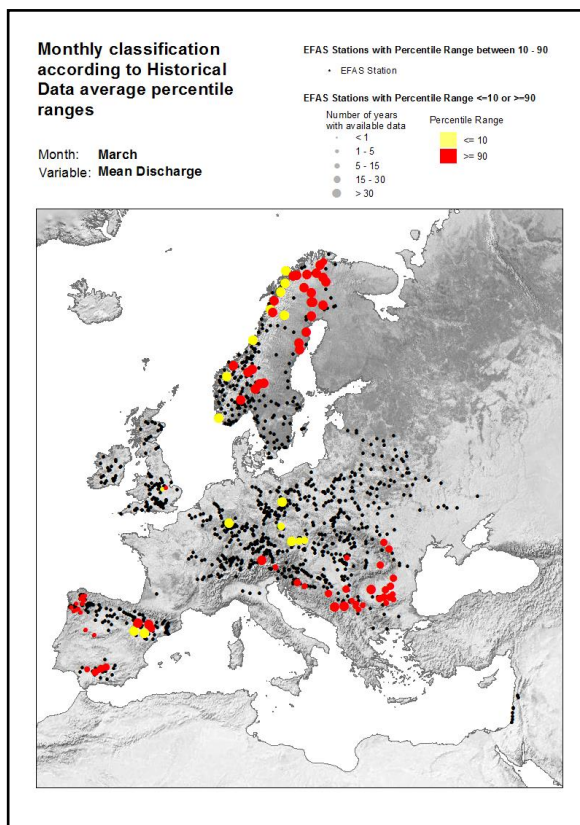 Monthly classification
according to Historical
Data average percentile
ranges
Month: March
Variable: Mean Discharge
EFAS Stations with Percentile Range between 10 - 90
EFAS Station
EFAS Stations with Percentile Range <=10 or >=90
Number of years
with available data
< 1
1 - 5
5 - 15
15 - 30
> 30
Percentile Range
<= 10
>= 90